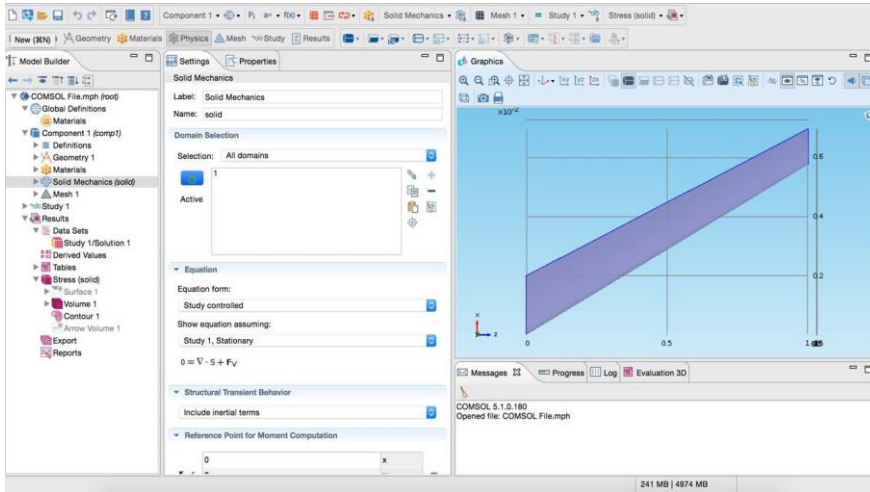 Component 1 Pi a= f(x) Solid Mechanics Mesh 1 Study 1 Stress (solid)
New (⌘N) Geometry Materials Physics Mesh Study Results
Model Builder
COMSOL File.mph (root)
Global Definitions
Materials
Component 1 (comp1)
Definitions
Geometry 1
Materials
Solid Mechanics (solid)
Mesh 1
Study 1
Results
Data Sets
Study 1/Solution 1
Derived Values
Tables
Stress (solid)
Surface 1
Volume 1
Contour 1
Arrow Volume 1
Export
Reports
Settings Properties
Solid Mechanics
Label: Solid Mechanics
Name: solid
Domain Selection
Selection: All domains
1
Active
Equation
Equation form:
Study controlled
Show equation assuming:
Study 1, Stationary
0 = ∇ · S + Fv
Structural Transient Behavior
Include inertial terms
Reference Point for Moment Computation
0 x
Graphics
×10⁻²
0.6
0.4
0.2
x
z
0 0.5 1
Messages Progress Log Evaluation 3D
COMSOL 5.1.0.180
Opened file: COMSOL File.mph
241 MB | 4974 MB